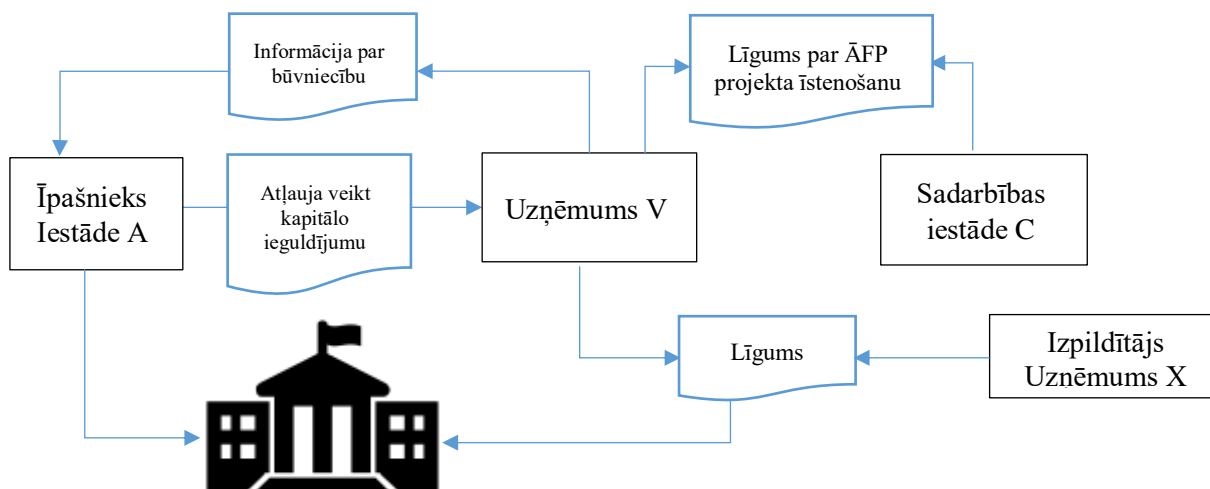 Informācija par
būvniecību
Līgums par ĀFP
projekta īstenošanu
Īpašnieks
Iestāde A
Atļauja veikt
kapitālo
ieguldījumu
Uzņēmums V
Sadarbības
iestāde C
Līgums
Izpildītājs
Uzņēmums X